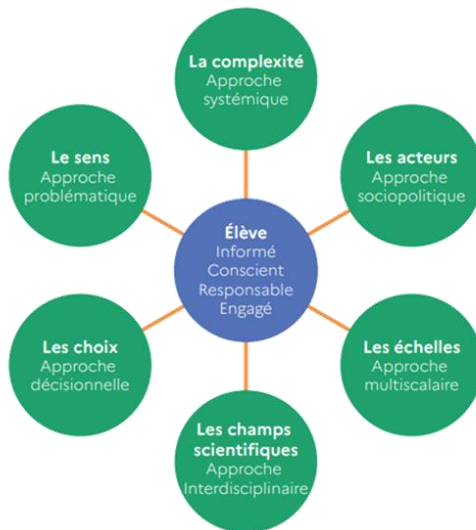 La complexité
Approche
systémique
Le sens
Approche
problématique
Les acteurs
Approche
sociopolitique
Élève
Informé
Conscient
Responsable
Engagé
Les choix
Approche
décisionnelle
Les échelles
Approche
multiscalaire
Les champs
scientifiques
Approche
Interdisciplinaire